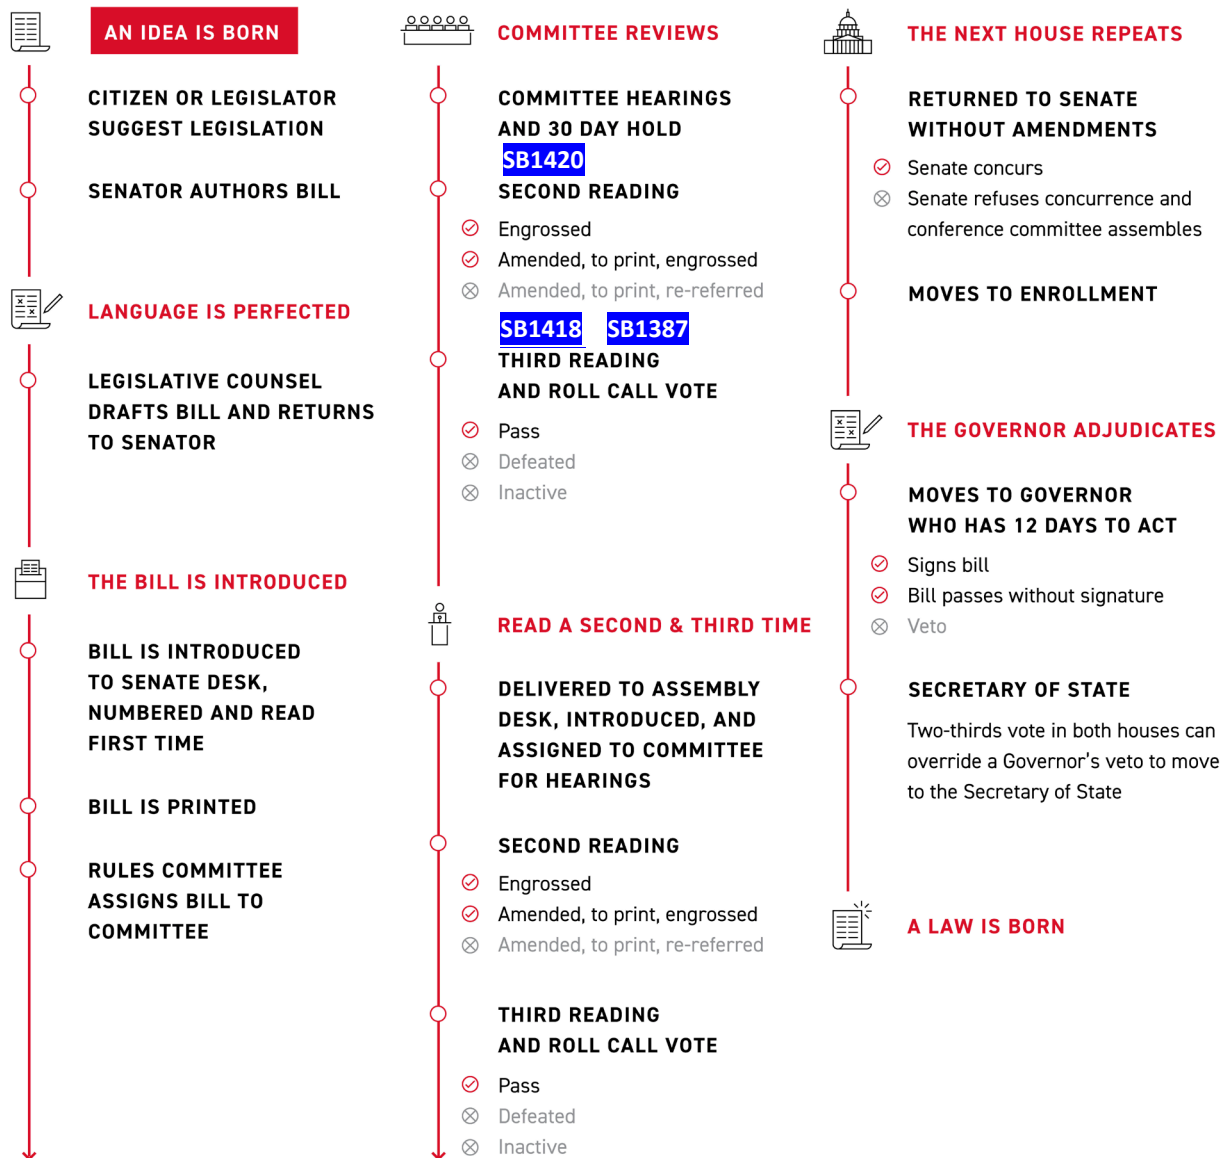 AN IDEA IS BORN
CITIZEN OR LEGISLATOR
SUGGEST LEGISLATION
SENATOR AUTHORS BILL
LANGUAGE IS PERFECTED
LEGISLATIVE COUNSEL
DRAFTS BILL AND RETURNS
TO SENATOR
THE BILL IS INTRODUCED
BILL IS INTRODUCED
TO SENATE DESK,
NUMBERED AND READ
FIRST TIME
BILL IS PRINTED
RULES COMMITTEE
ASSIGNS BILL TO
COMMITTEE
COMMITTEE REVIEWS
COMMITTEE HEARINGS
AND 30 DAY HOLD
SB1420
SECOND READING
Engrossed
Amended, to print, engrossed
Amended, to print, re-referred
SB1418 SB1387
THIRD READING
AND ROLL CALL VOTE
Pass
Defeated
Inactive
READ A SECOND & THIRD TIME
DELIVERED TO ASSEMBLY
DESK, INTRODUCED, AND
ASSIGNED TO COMMITTEE
FOR HEARINGS
SECOND READING
Engrossed
Amended, to print, engrossed
Amended, to print, re-referred
THIRD READING
AND ROLL CALL VOTE
Pass
Defeated
Inactive
THE NEXT HOUSE REPEATS
RETURNED TO SENATE
WITHOUT AMENDMENTS
Senate concurs
Senate refuses concurrence and
conference committee assembles
MOVES TO ENROLLMENT
THE GOVERNOR ADJUDICATES
MOVES TO GOVERNOR
WHO HAS 12 DAYS TO ACT
Signs bill
Bill passes without signature
Veto
SECRETARY OF STATE
Two-thirds vote in both houses can
override a Governor's veto to move
to the Secretary of State
A LAW IS BORN